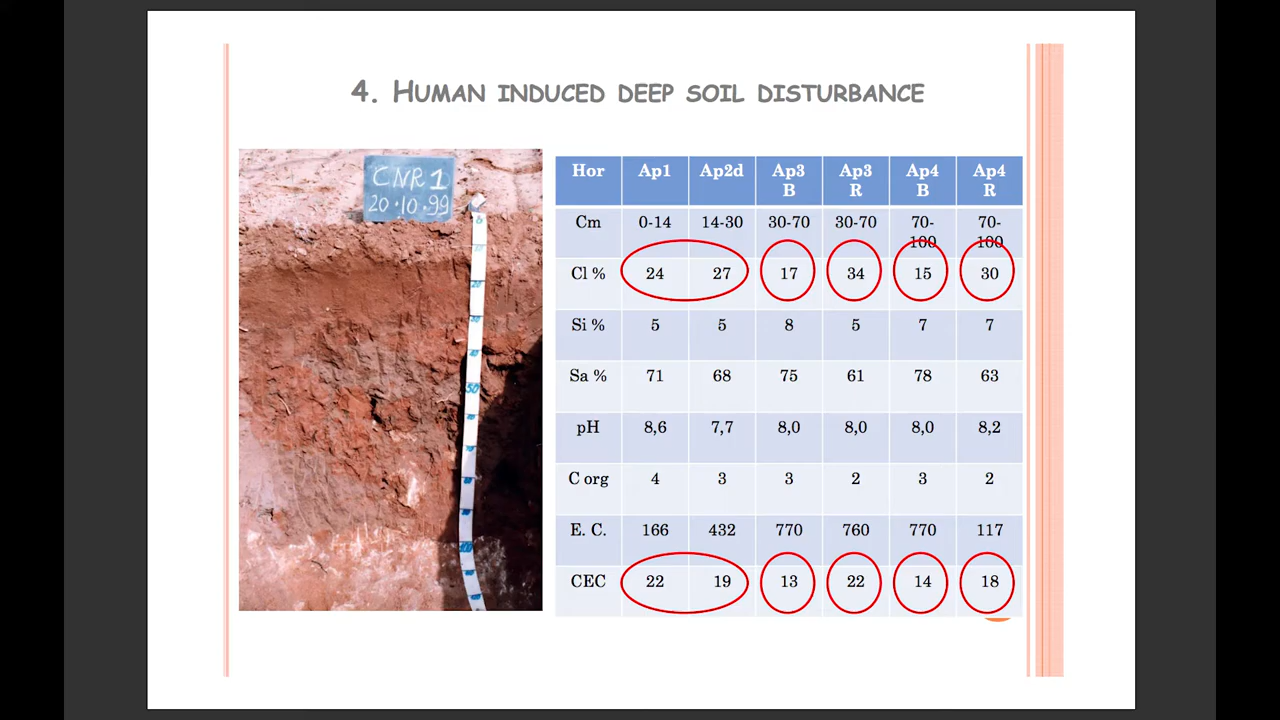 4. HUMAN INDUCED DEEP SOIL DISTURBANCE
CNR1
20.10.99
Hor Ap1 Ap2d Ap3 B Ap3 R Ap4 B Ap4 R
Cm 0-14 14-30 30-70 30-70 70-100 70-100
Cl % 24 27 17 34 15 30
Si % 5 5 8 5 7 7
Sa % 71 68 75 61 78 63
pH 8,6 7,7 8,0 8,0 8,0 8,2
C org 4 3 3 2 3 2
E. C. 166 432 770 760 770 117
CEC 22 19 13 22 14 18